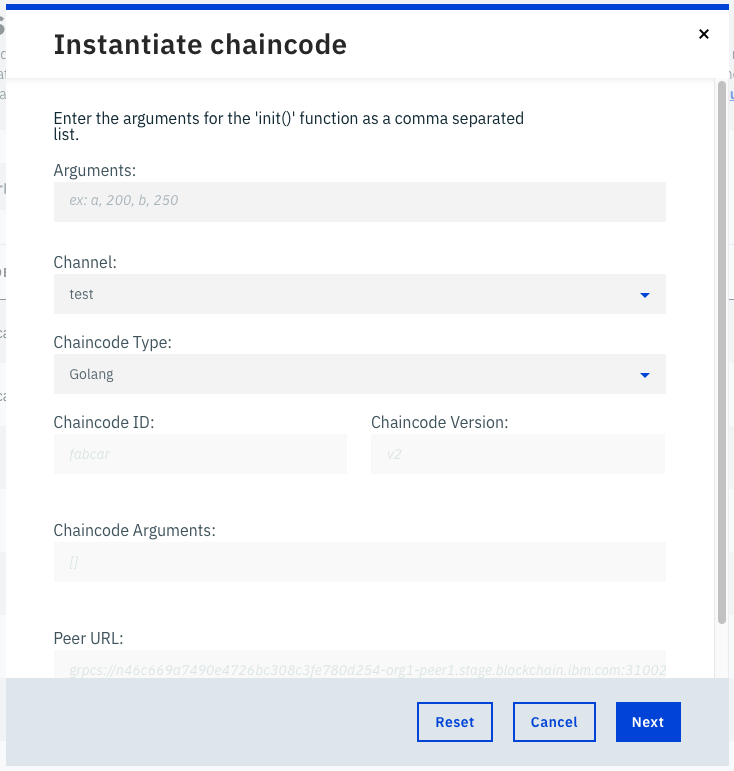 Instantiate chaincode
×
Enter the arguments for the 'init()' function as a comma separated
list.
Arguments:
ex: a, 200, b, 250
Channel:
test
Chaincode Type:
Golang
Chaincode ID: Chaincode Version:
fabcar v2
Chaincode Arguments:
[]
Peer URL:
grpcs://n46c669a7490e4726bc308c3fe780d254-org1-peer1.stage.blockchain.ibm.com:31002
Reset Cancel Next